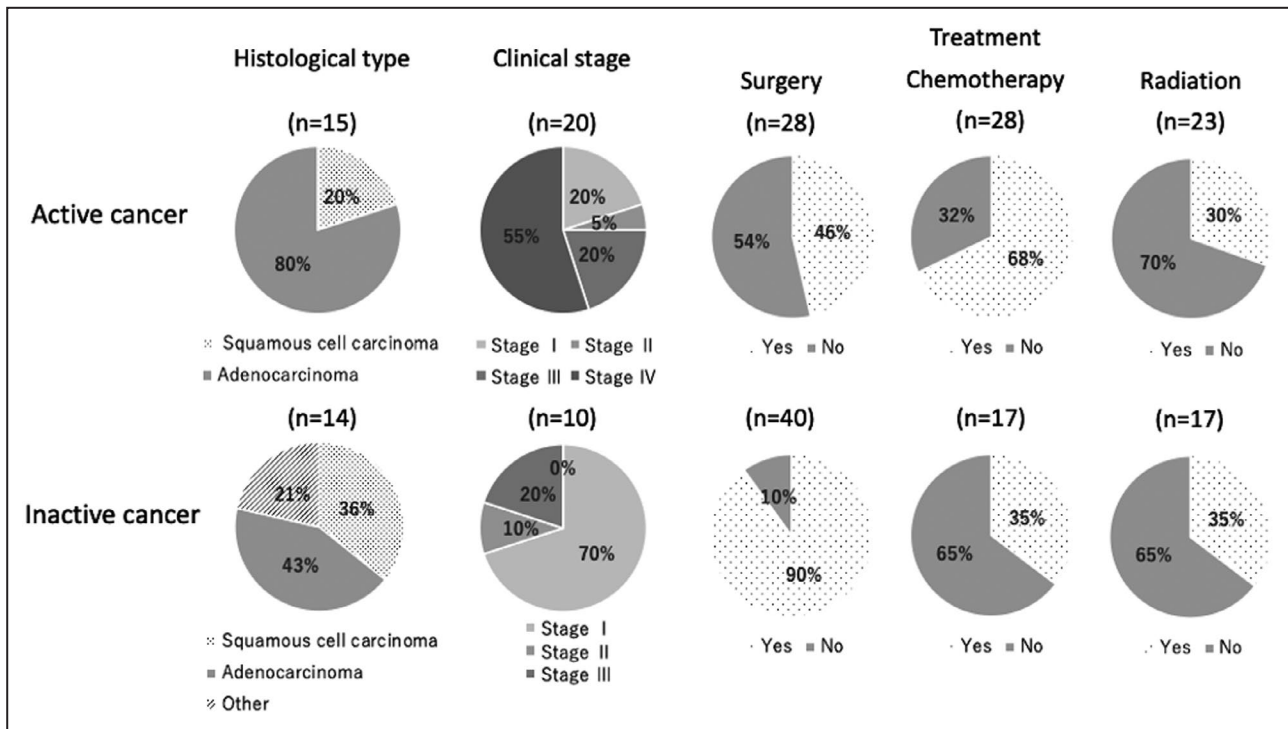 Treatment
Histological type
Clinical stage
Surgery
Chemotherapy
Radiation
(n=15)
(n=20)
(n=28)
(n=28)
(n=23)
Active cancer
20%
80%
20%
5%
20%
55%
46%
54%
32%
68%
30%
70%
Squamous cell carcinoma
Adenocarcinoma
Stage Ⅰ
Stage Ⅱ
Stage Ⅲ
Stage Ⅳ
Yes No
Yes No
Yes No
(n=14)
(n=10)
(n=40)
(n=17)
(n=17)
Inactive cancer
21%
36%
43%
0%
20%
10%
70%
10%
90%
35%
65%
35%
65%
Squamous cell carcinoma
Adenocarcinoma
Other
Stage Ⅰ
Stage Ⅱ
Stage Ⅲ
Yes No
Yes No
Yes No